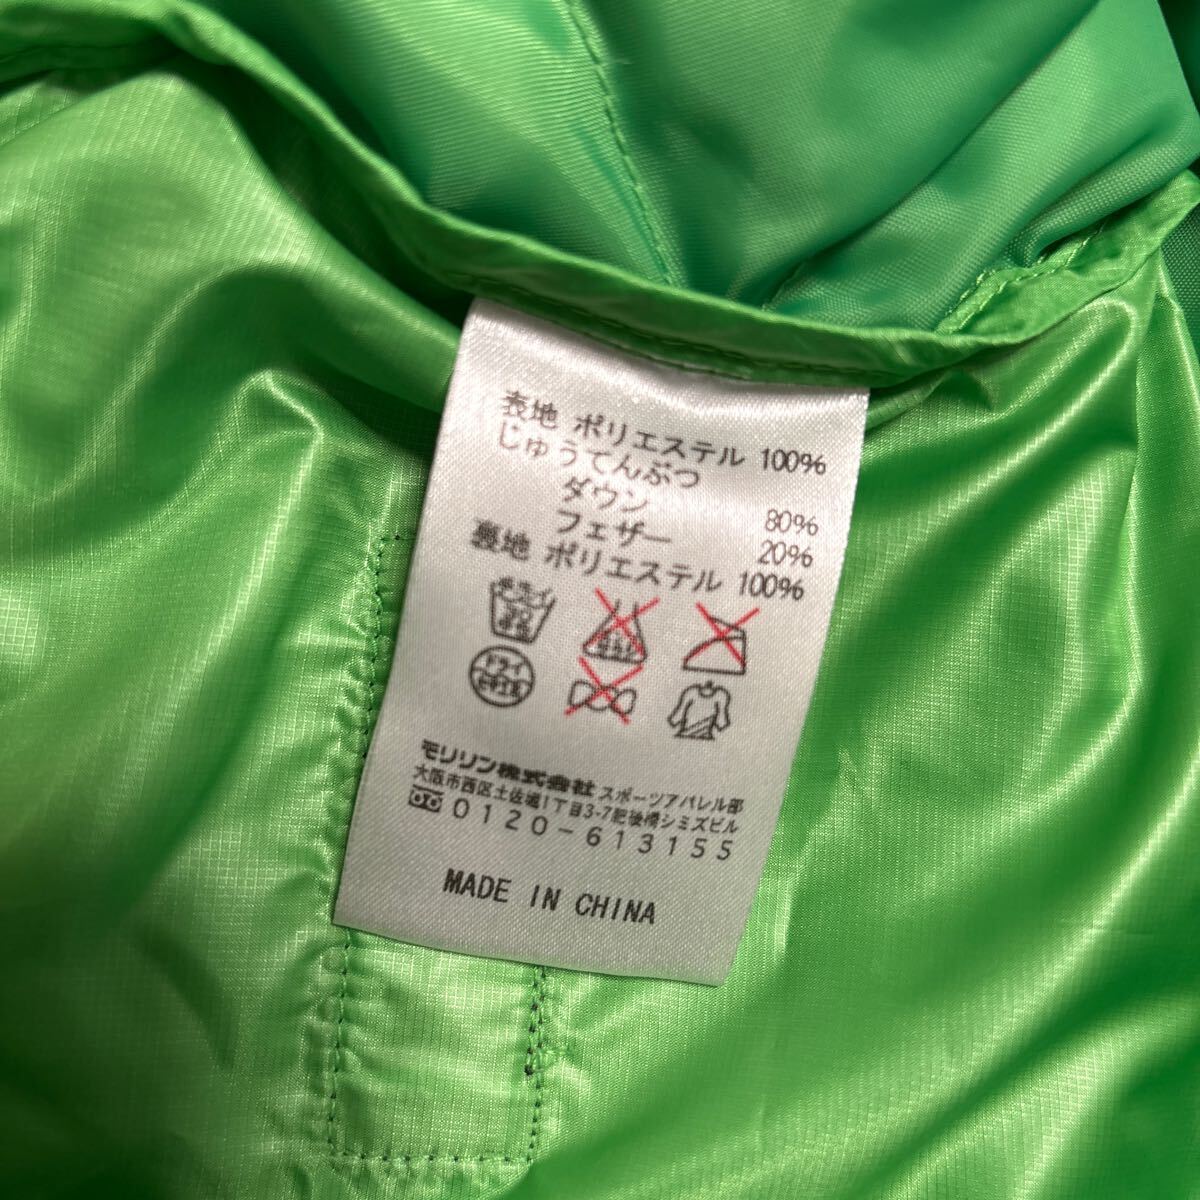 表地 ポリエステル 100%
じゅうてんぶつ
ダウン 80%
フェザー 20%
裏地 ポリエステル 100%
ドライ
モリリン株式会社 スポーツアパレル部
大阪市西区土佐堀1丁目3-7肥後橋シミズビル
0120-613155
MADE IN CHINA